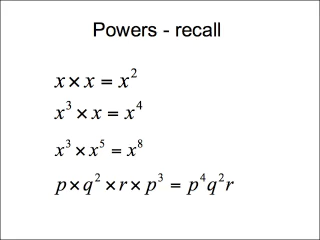 Powers - recall
x × x = x²
x³ × x = x⁴
x³ × x⁵ = x⁸
p × q² × r × p³ = p⁴q²r